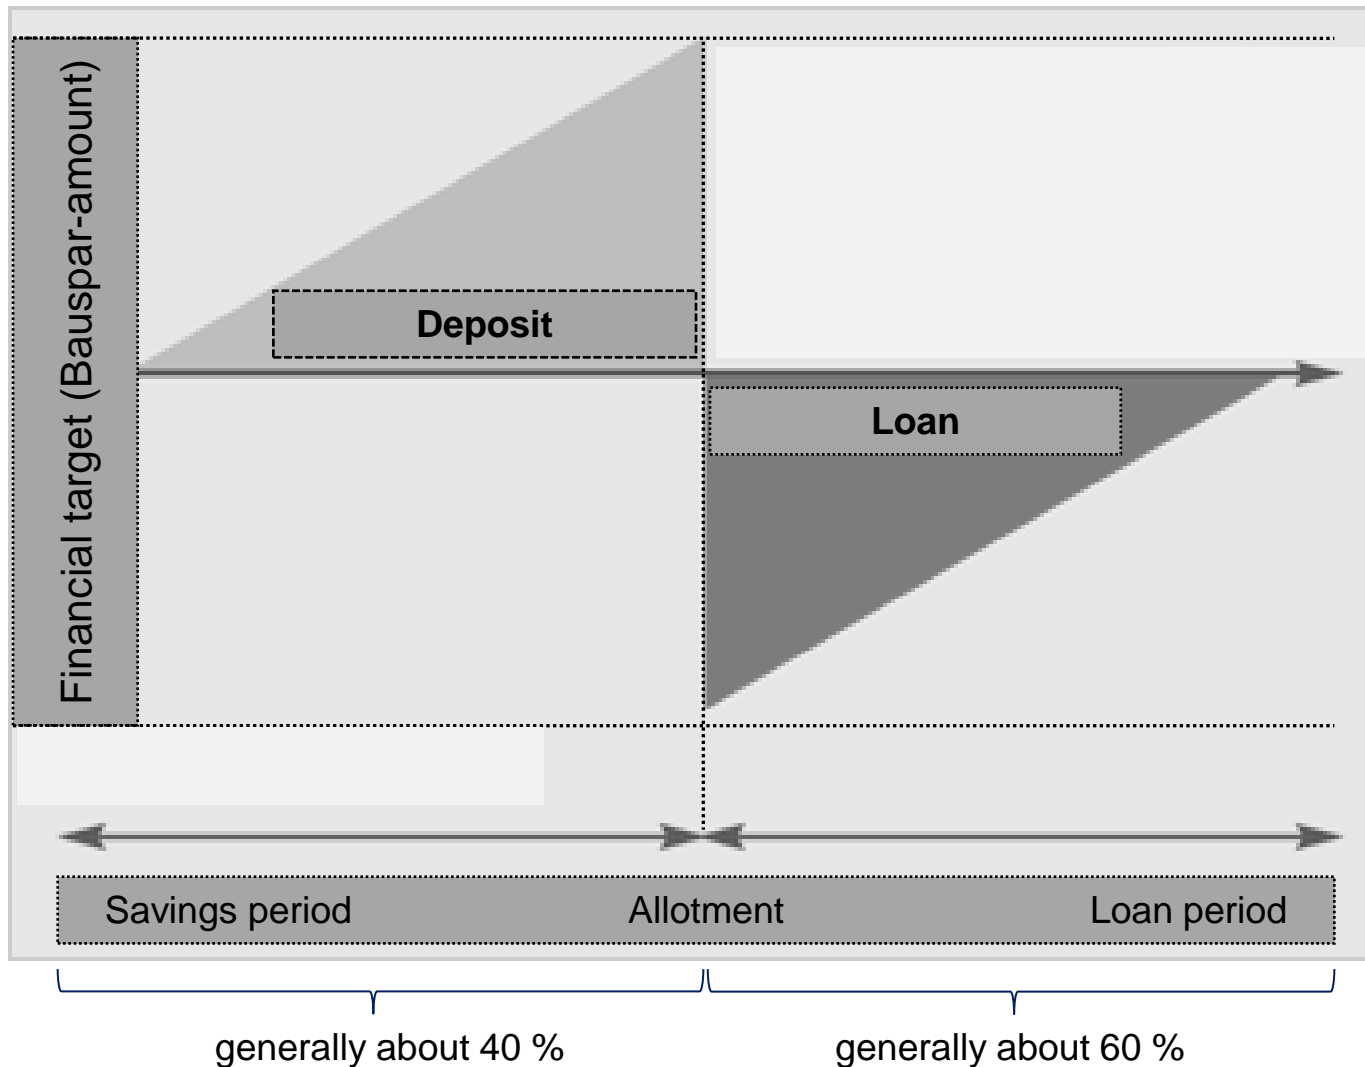 Financial target (Bauspar-amount)
Deposit
Loan
Savings period
Allotment
Loan period
generally about 40 %
generally about 60 %